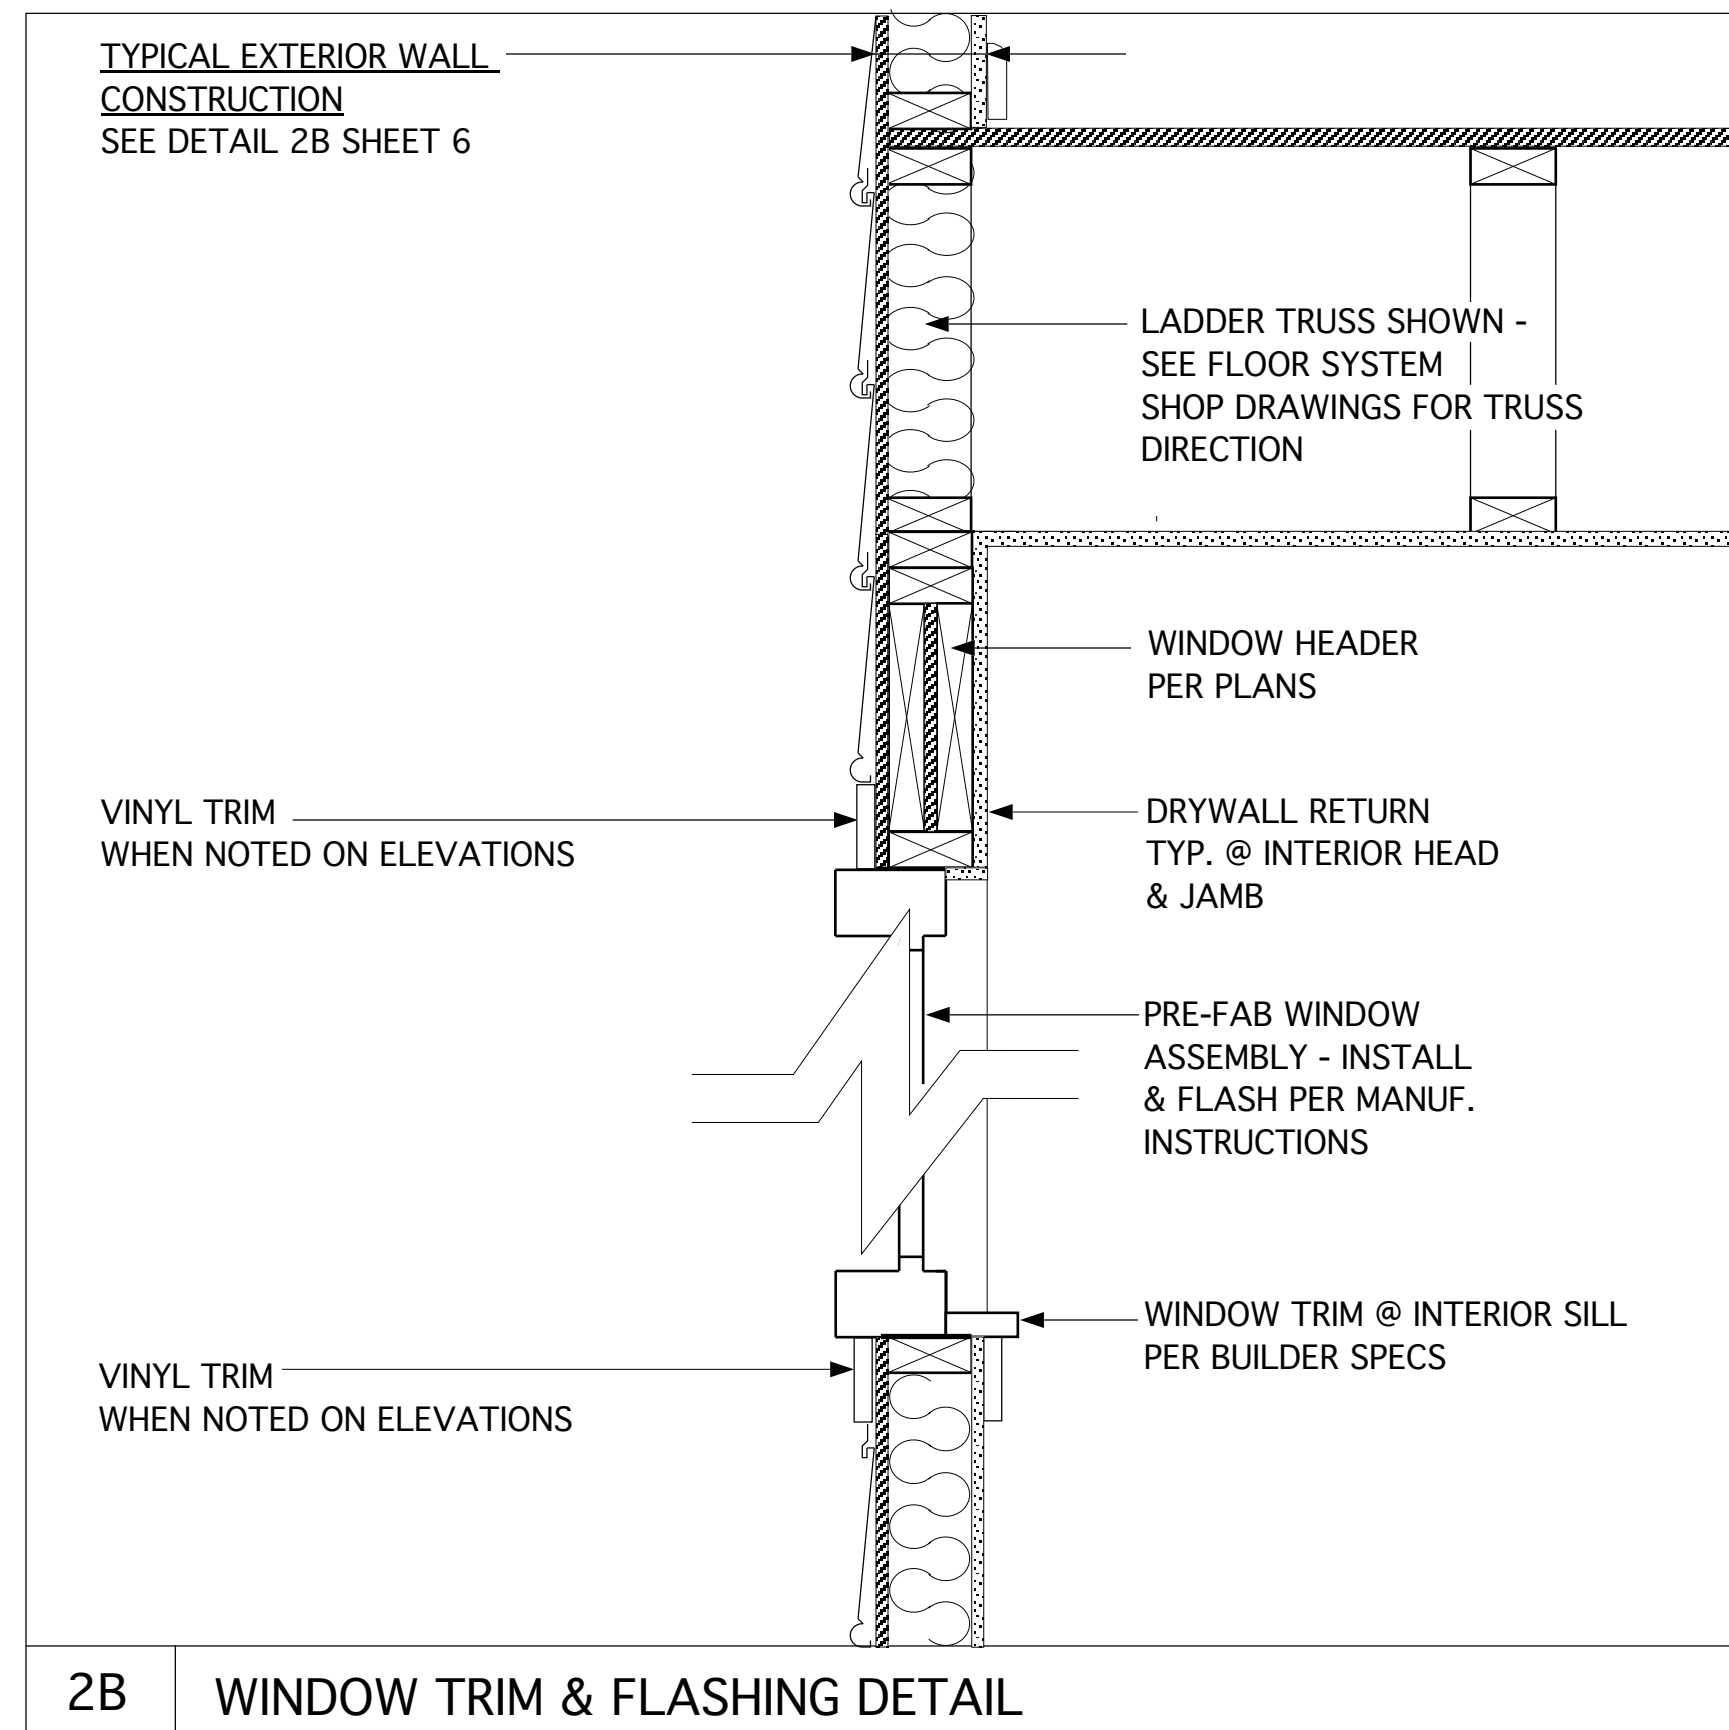 TYPICAL EXTERIOR WALL
CONSTRUCTION
SEE DETAIL 2B SHEET 6
LADDER TRUSS SHOWN -
SEE FLOOR SYSTEM
SHOP DRAWINGS FOR TRUSS
DIRECTION
WINDOW HEADER
PER PLANS
VINYL TRIM
WHEN NOTED ON ELEVATIONS
DRYWALL RETURN
TYP. @ INTERIOR HEAD
& JAMB
PRE-FAB WINDOW
ASSEMBLY - INSTALL
& FLASH PER MANUF.
INSTRUCTIONS
WINDOW TRIM @ INTERIOR SILL
PER BUILDER SPECS
VINYL TRIM
WHEN NOTED ON ELEVATIONS
2B
WINDOW TRIM & FLASHING DETAIL